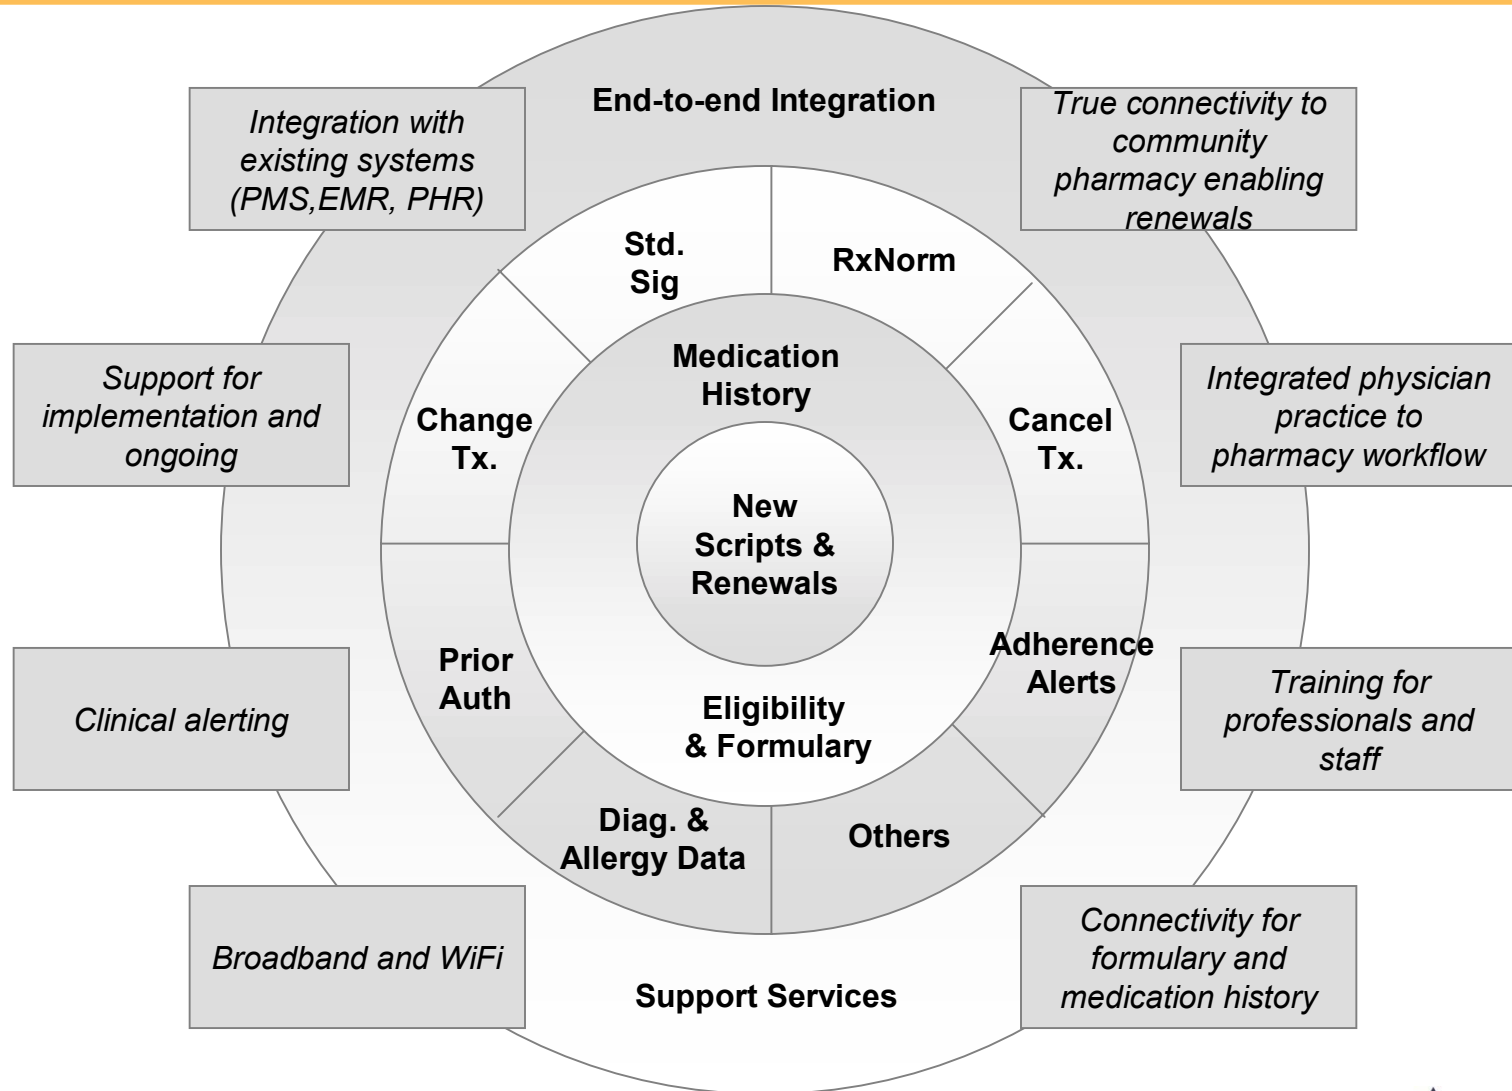 End-to-end Integration
Integration with
existing systems
(PMS,EMR, PHR)
True connectivity to
community
pharmacy enabling
renewals
Std.
Sig
RxNorm
Medication
History
Support for
implementation and
ongoing
Change
Tx.
Cancel
Tx.
Integrated physician
practice to
pharmacy workflow
New
Scripts &
Renewals
Clinical alerting
Prior
Auth
Eligibility
& Formulary
Adherence
Alerts
Training for
professionals and
staff
Diag. &
Allergy Data
Others
Broadband and WiFi
Support Services
Connectivity for
formulary and
medication history